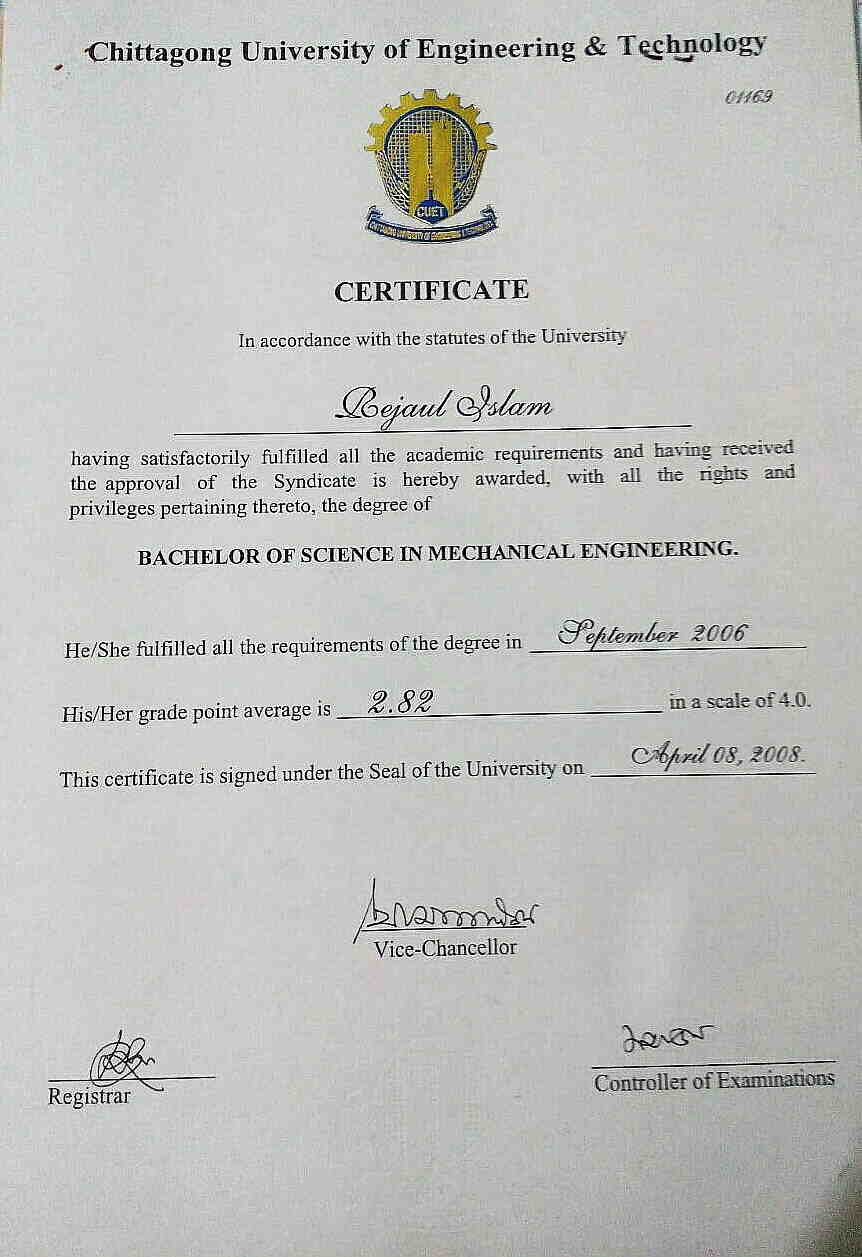 Chittagong University of Engineering & Technology
01169
CUET
CHITTAGONG UNIVERSITY OF ENGINEERING & TECHNOLOGY
CERTIFICATE
In accordance with the statutes of the University
Rejaul Islam
having satisfactorily fulfilled all the academic requirements and having received
the approval of the Syndicate is hereby awarded, with all the rights and
privileges pertaining thereto, the degree of
BACHELOR OF SCIENCE IN MECHANICAL ENGINEERING.
He/She fulfilled all the requirements of the degree in September 2006
His/Her grade point average is 2.82 in a scale of 4.0.
This certificate is signed under the Seal of the University on April 08, 2008.
Vice-Chancellor
Registrar
Controller of Examinations